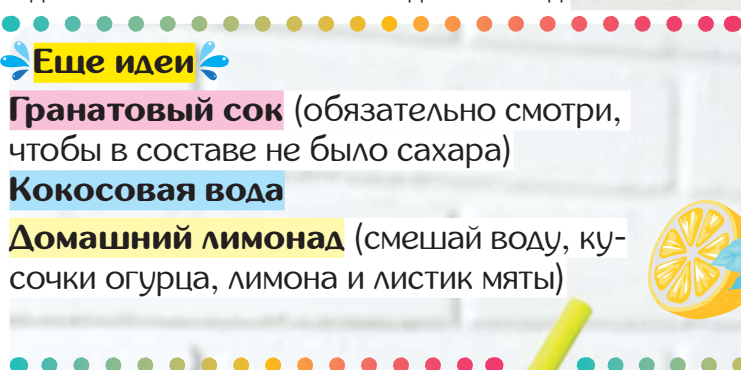 Еще идеи
Гранатовый сок (обязательно смотри,
чтобы в составе не было сахара)
Кокосовая вода
Домашний лимонад (смешай воду, ку-
сочки огурца, лимона и листик мяты)